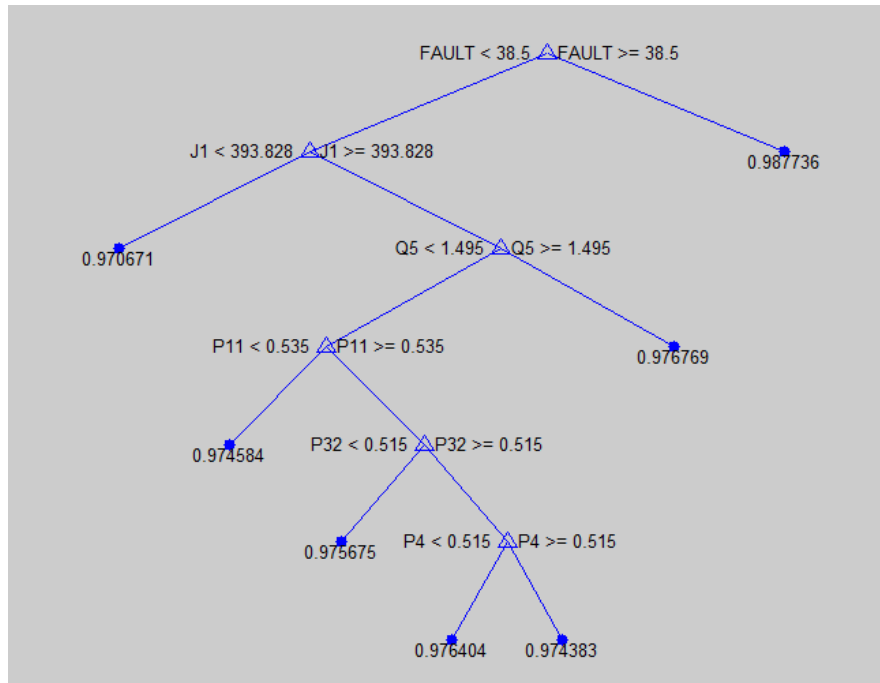 FAULT < 38.5 FAULT >= 38.5
J1 < 393.828 J1 >= 393.828
0.987736
0.970671
Q5 < 1.495 Q5 >= 1.495
P11 < 0.535 P11 >= 0.535
0.976769
0.974584
P32 < 0.515 P32 >= 0.515
0.975675
P4 < 0.515 P4 >= 0.515
0.976404
0.974383